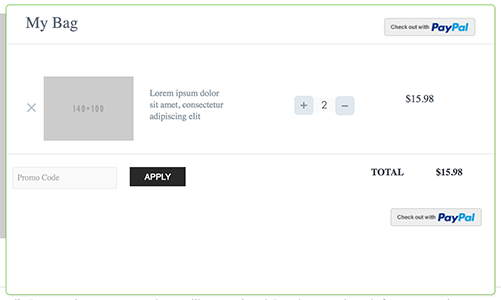 My Bag
Check out with PayPal
140×100
Lorem ipsum dolor
sit amet, consectetur
adipiscing elit
+ 2 −
$15.98
Promo Code
APPLY
TOTAL $15.98
Check out with PayPal